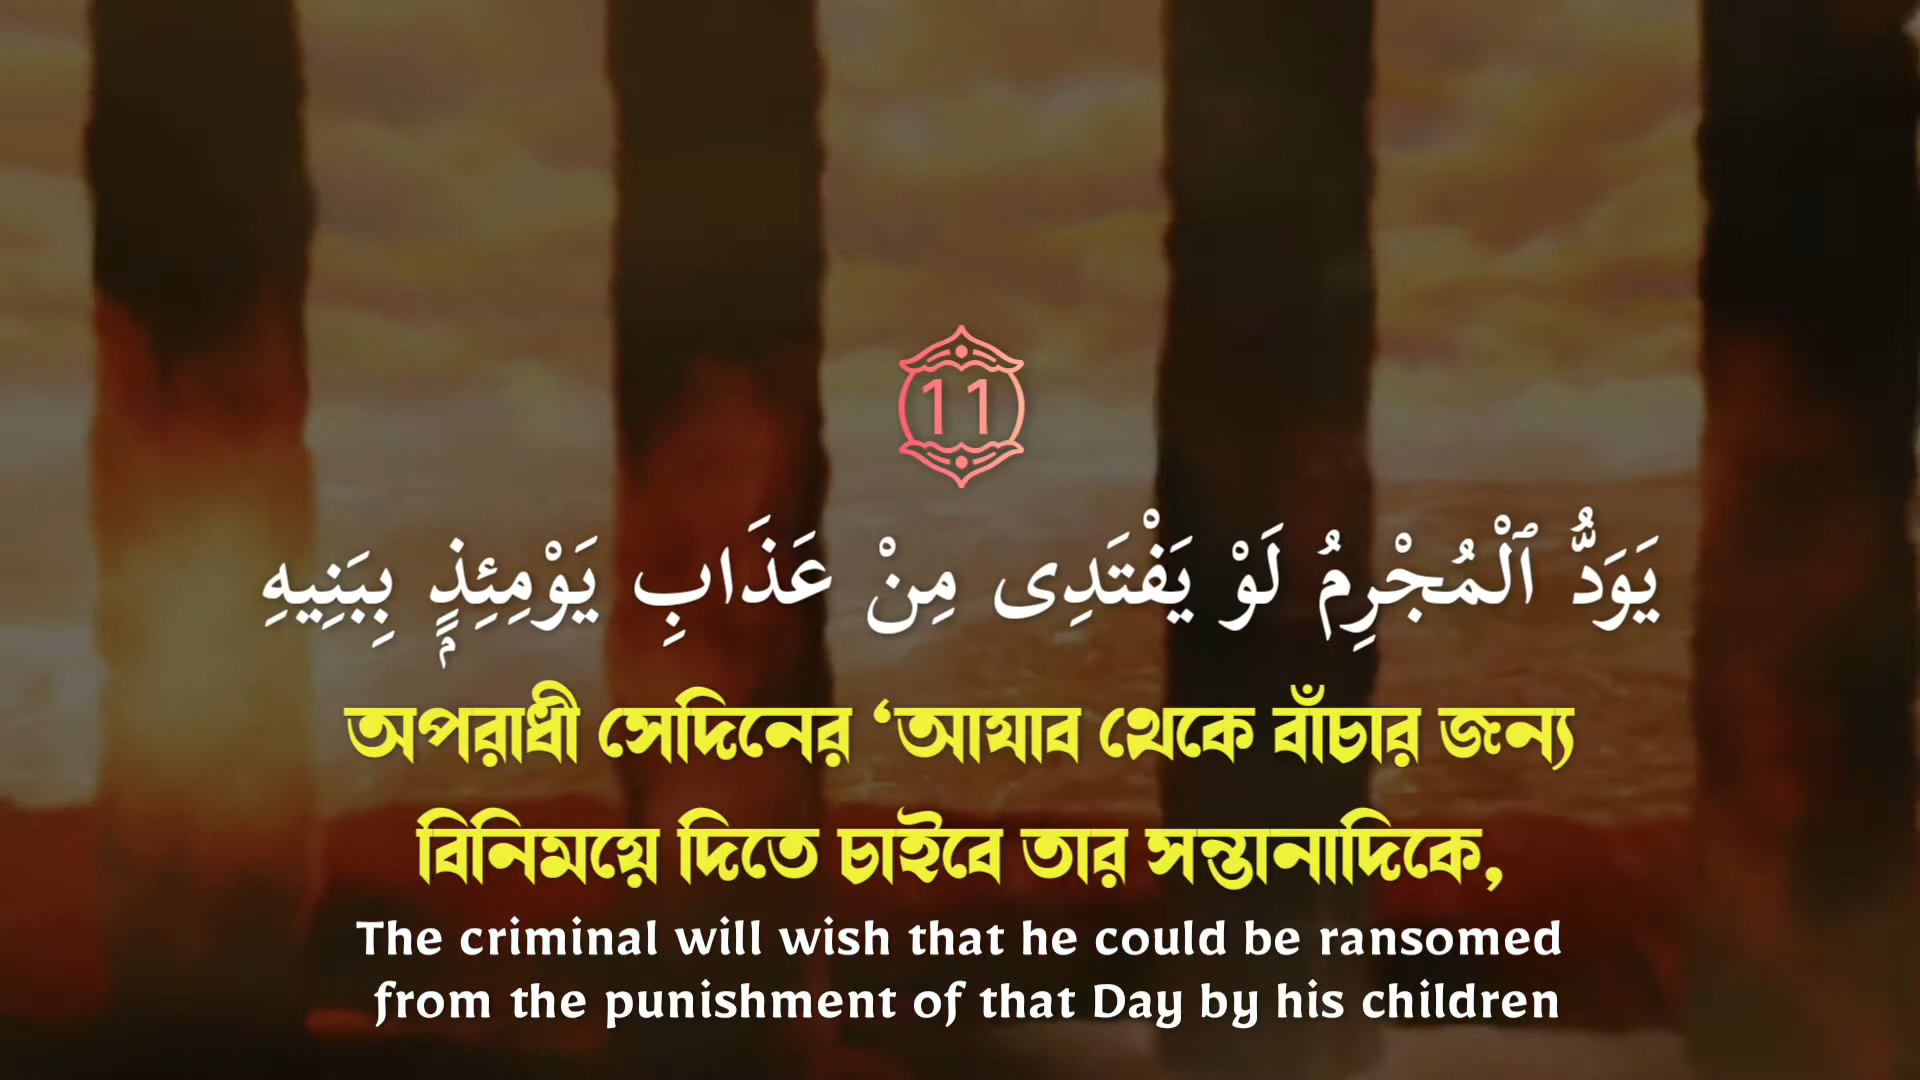 11
يَوَدُّ ٱلْمُجْرِمُ لَوْ يَفْتَدِى مِنْ عَذَابِ يَوْمِئِذٍۭ بِبَنِيهِ
অপরাধী সেদিনের ‘আযাব থেকে বাঁচার জন্য
বিনিময়ে দিতে চাইবে তার সন্তানাদিকে,
The criminal will wish that he could be ransomed
from the punishment of that Day by his children